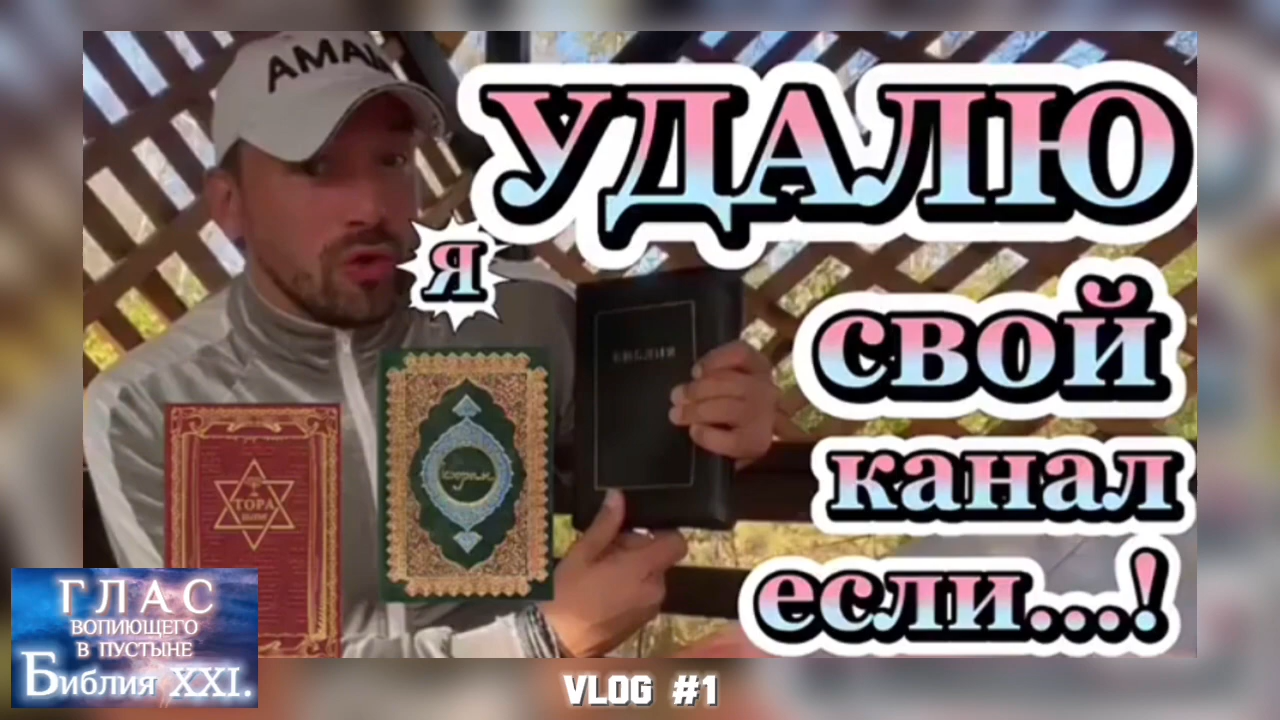 Я УДАЛЮ
СВОЙ
канал
если...!
БИБЛИЯ
ТОРА
ГЛАС
ВОПИЮЩЕГО
В ПУСТЫНЕ
Библия XXI.
VLOG #1